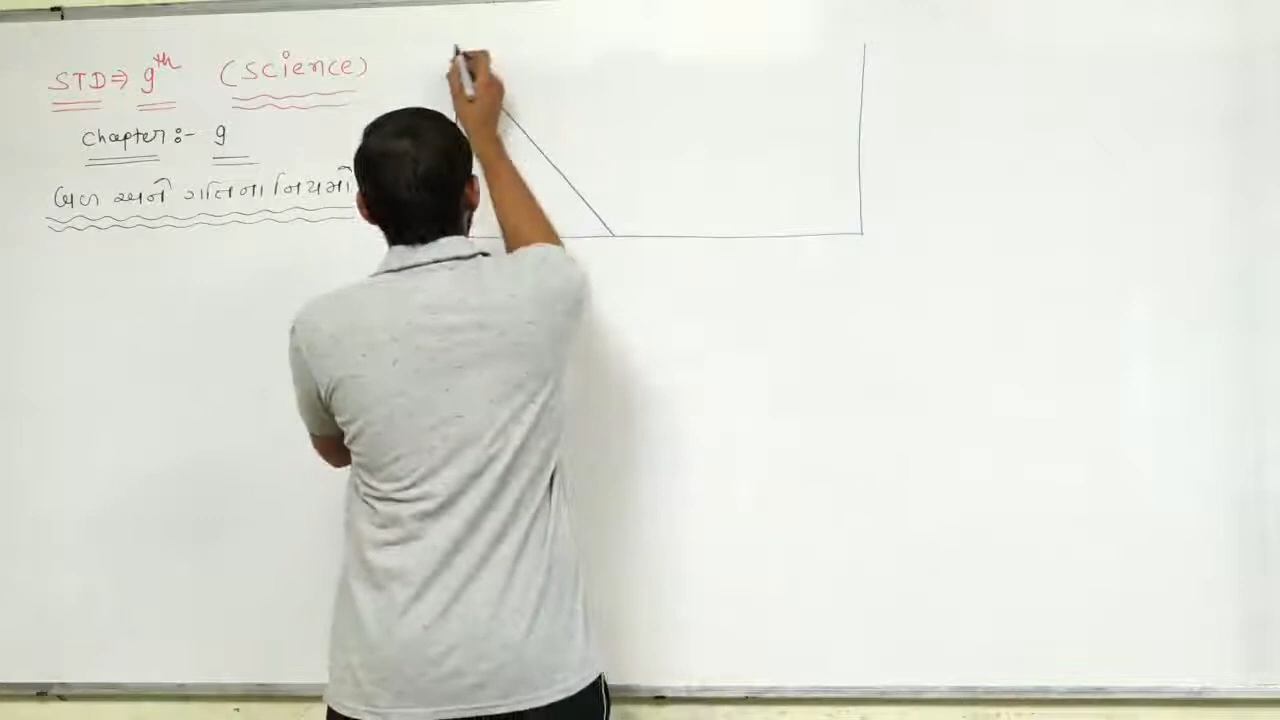 STD⇒ 9th (Science)
Chapter:- 9
બળ અને ગતિના નિયમો